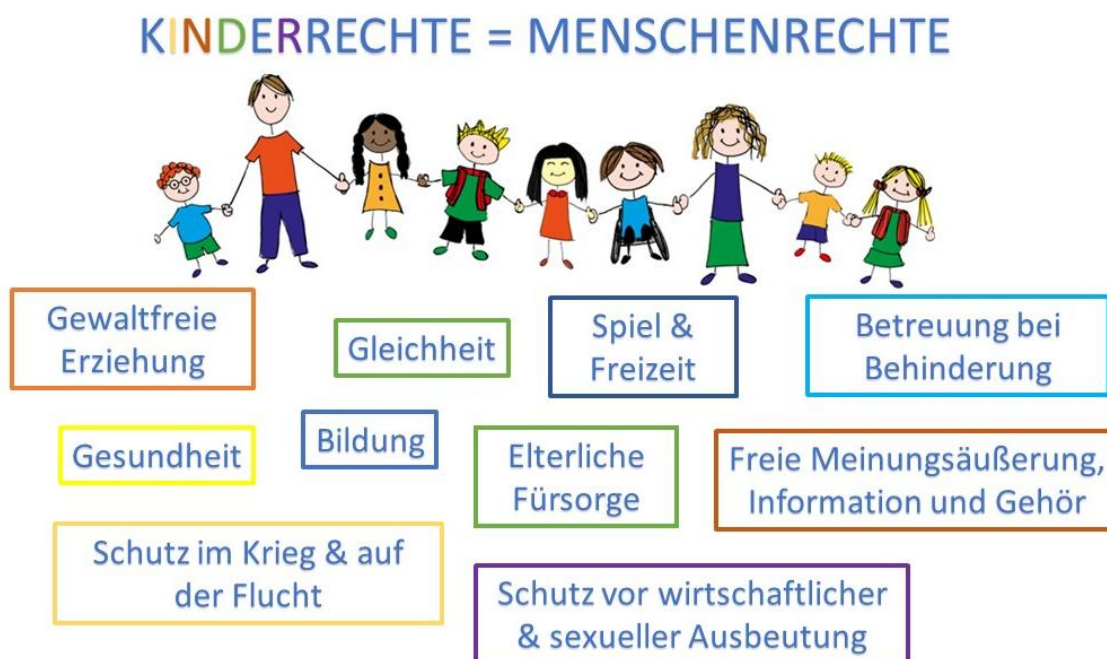 KINDERRECHTE = MENSCHENRECHTE
Gewaltfreie
Erziehung
Gleichheit
Spiel &
Freizeit
Betreuung bei
Behinderung
Gesundheit
Bildung
Elterliche
Fürsorge
Freie Meinungsäußerung,
Information und Gehör
Schutz im Krieg & auf
der Flucht
Schutz vor wirtschaftlicher
& sexueller Ausbeutung